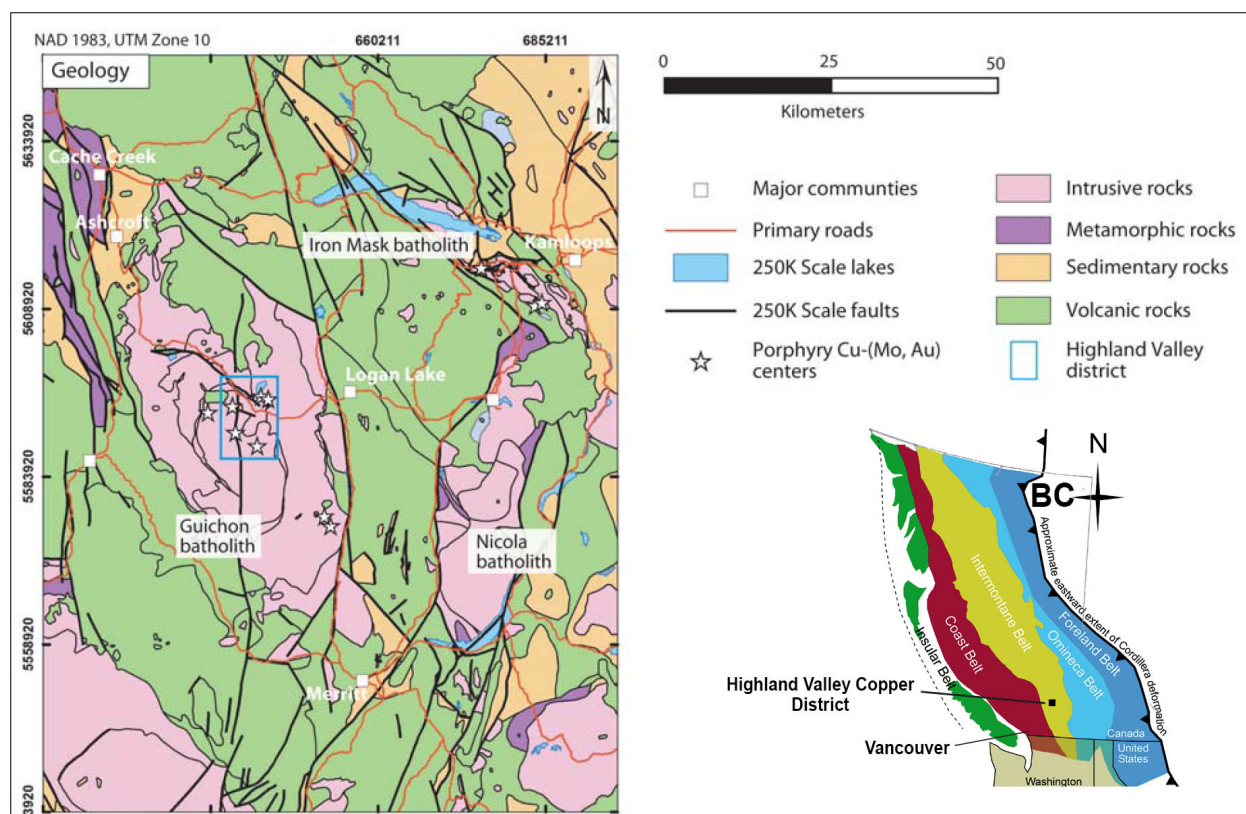 NAD 1983, UTM Zone 10
660211
685211
Geology
N
5633920
5608920
5583920
5558920
3920
Cache Creek
Ashcroft
Iron Mask batholith
Kamloops
Logan Lake
Guichon
batholith
Nicola
batholith
Merritt
0
25
50
Kilometers
Major communties
Primary roads
250K Scale lakes
250K Scale faults
Porphyry Cu-(Mo, Au)
centers
Intrusive rocks
Metamorphic rocks
Sedimentary rocks
Volcanic rocks
Highland Valley
district
N
BC
Approximate eastward extent of Cordillera deformation
Foreland Belt
Omineca Belt
Intermontane Belt
Coast Belt
Insular Belt
Highland Valley Copper
District
Vancouver
Canada
United
States
Washington